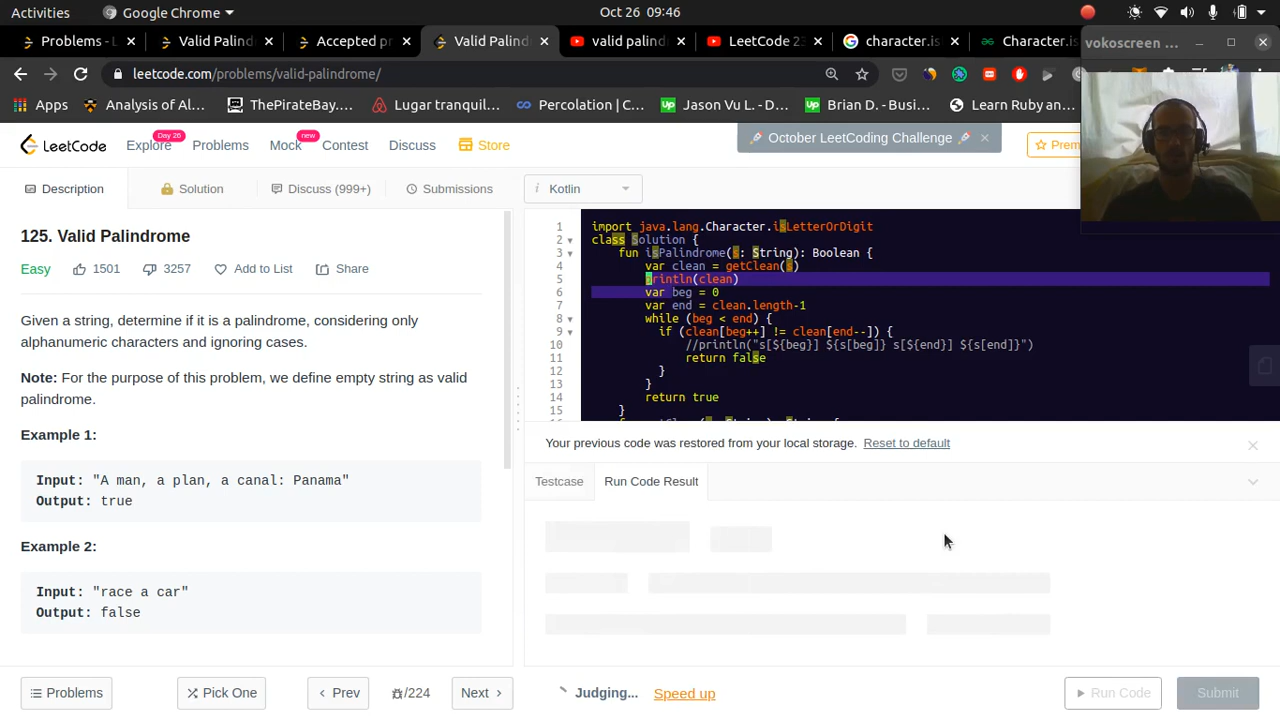 Activities Google Chrome Oct 26 09:46
Problems - L Valid Palind Accepted pr Valid Palind valid palindr LeetCode 23 character.is Character.is vokoscreen ...
leetcode.com/problems/valid-palindrome/
Apps Analysis of Al... ThePirateBay.... Lugar tranquil... Percolation | C... Jason Vu L. - D... Brian D. - Busi... Learn Ruby an...
LeetCode Explore Day 26 Problems Mock new Contest Discuss Store October LeetCoding Challenge Prem
Description Solution Discuss (999+) Submissions i Kotlin
125. Valid Palindrome
Easy 1501 3257 Add to List Share
Given a string, determine if it is a palindrome, considering only
alphanumeric characters and ignoring cases.
Note: For the purpose of this problem, we define empty string as valid
palindrome.
Example 1:
Input: "A man, a plan, a canal: Panama"
Output: true
Example 2:
Input: "race a car"
Output: false
1 import java.lang.Character.isLetterOrDigit
2 class Solution {
3 fun isPalindrome(s: String): Boolean {
4 var clean = getClean(s)
5 println(clean)
6 var beg = 0
7 var end = clean.length-1
8 while (beg < end) {
9 if (clean[beg++] != clean[end--]) {
10 //println("s[${beg}] ${s[beg]} s[${end}] ${s[end]}")
11 return false
12 }
13 }
14 return true
15 }
Your previous code was restored from your local storage. Reset to default
Testcase Run Code Result
Problems Pick One Prev /224 Next Judging... Speed up Run Code Submit